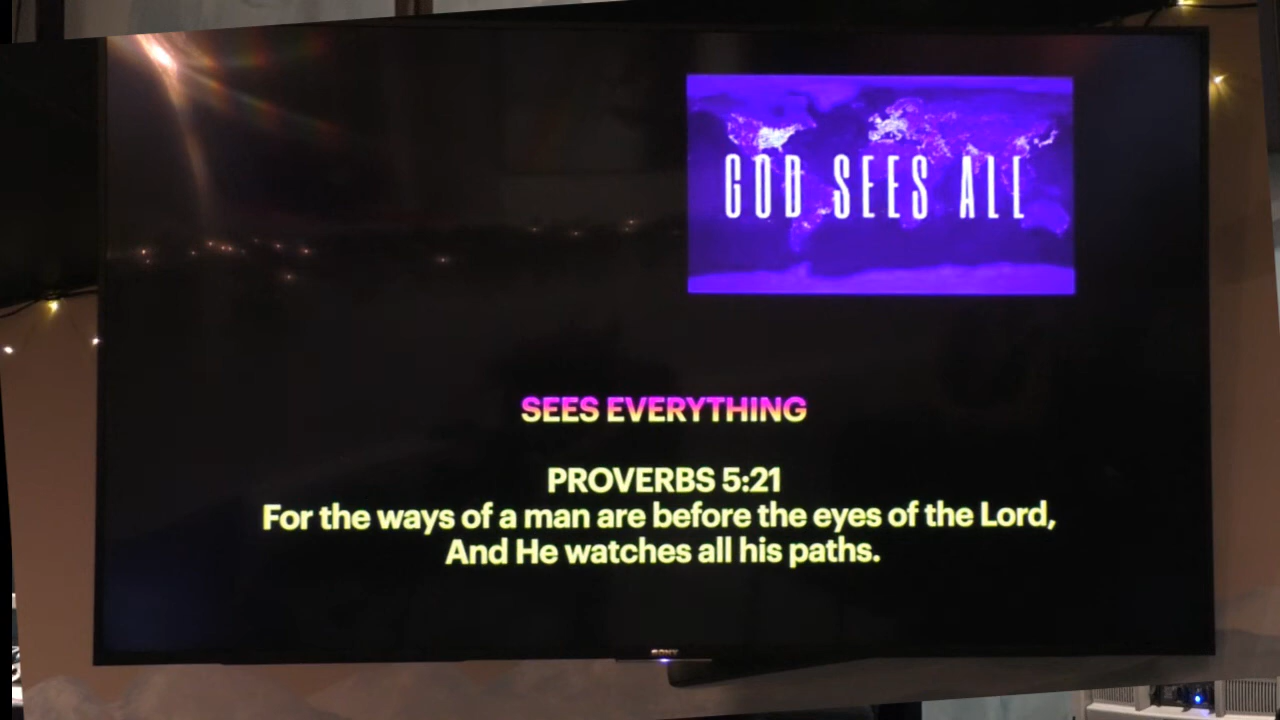 GOD SEES ALL
SEES EVERYTHING
PROVERBS 5:21
For the ways of a man are before the eyes of the Lord,
And He watches all his paths.
SONY